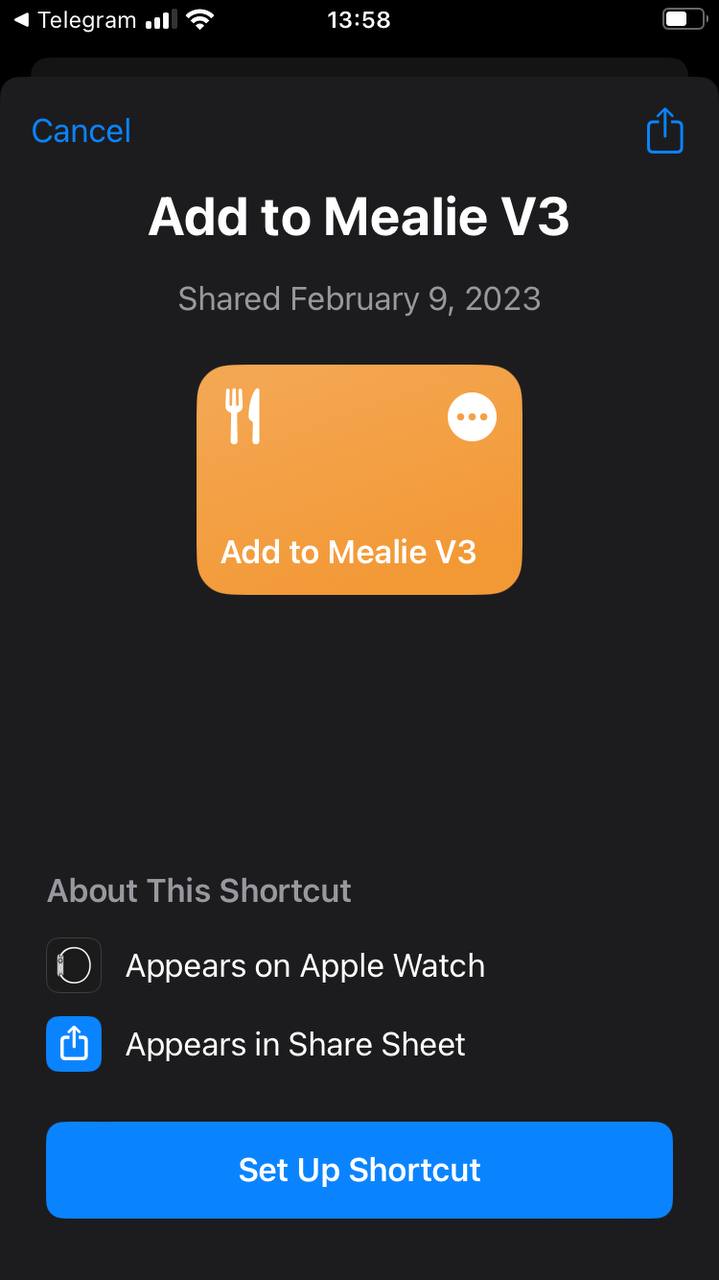 Telegram 13:58
Cancel
Add to Mealie V3
Shared February 9, 2023
Add to Mealie V3
About This Shortcut
Appears on Apple Watch
Appears in Share Sheet
Set Up Shortcut